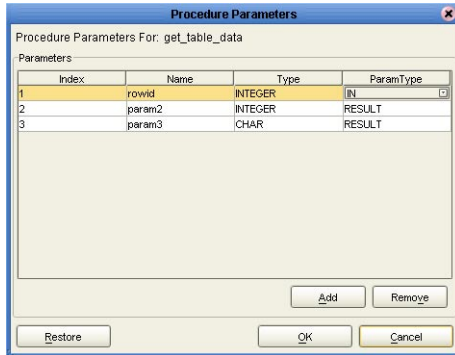 Procedure Parameters
Procedure Parameters For: get_table_data
Parameters
Index Name Type ParamType
1 rowid INTEGER IN
2 param2 INTEGER RESULT
3 param3 CHAR RESULT
Add Remove
Restore OK Cancel